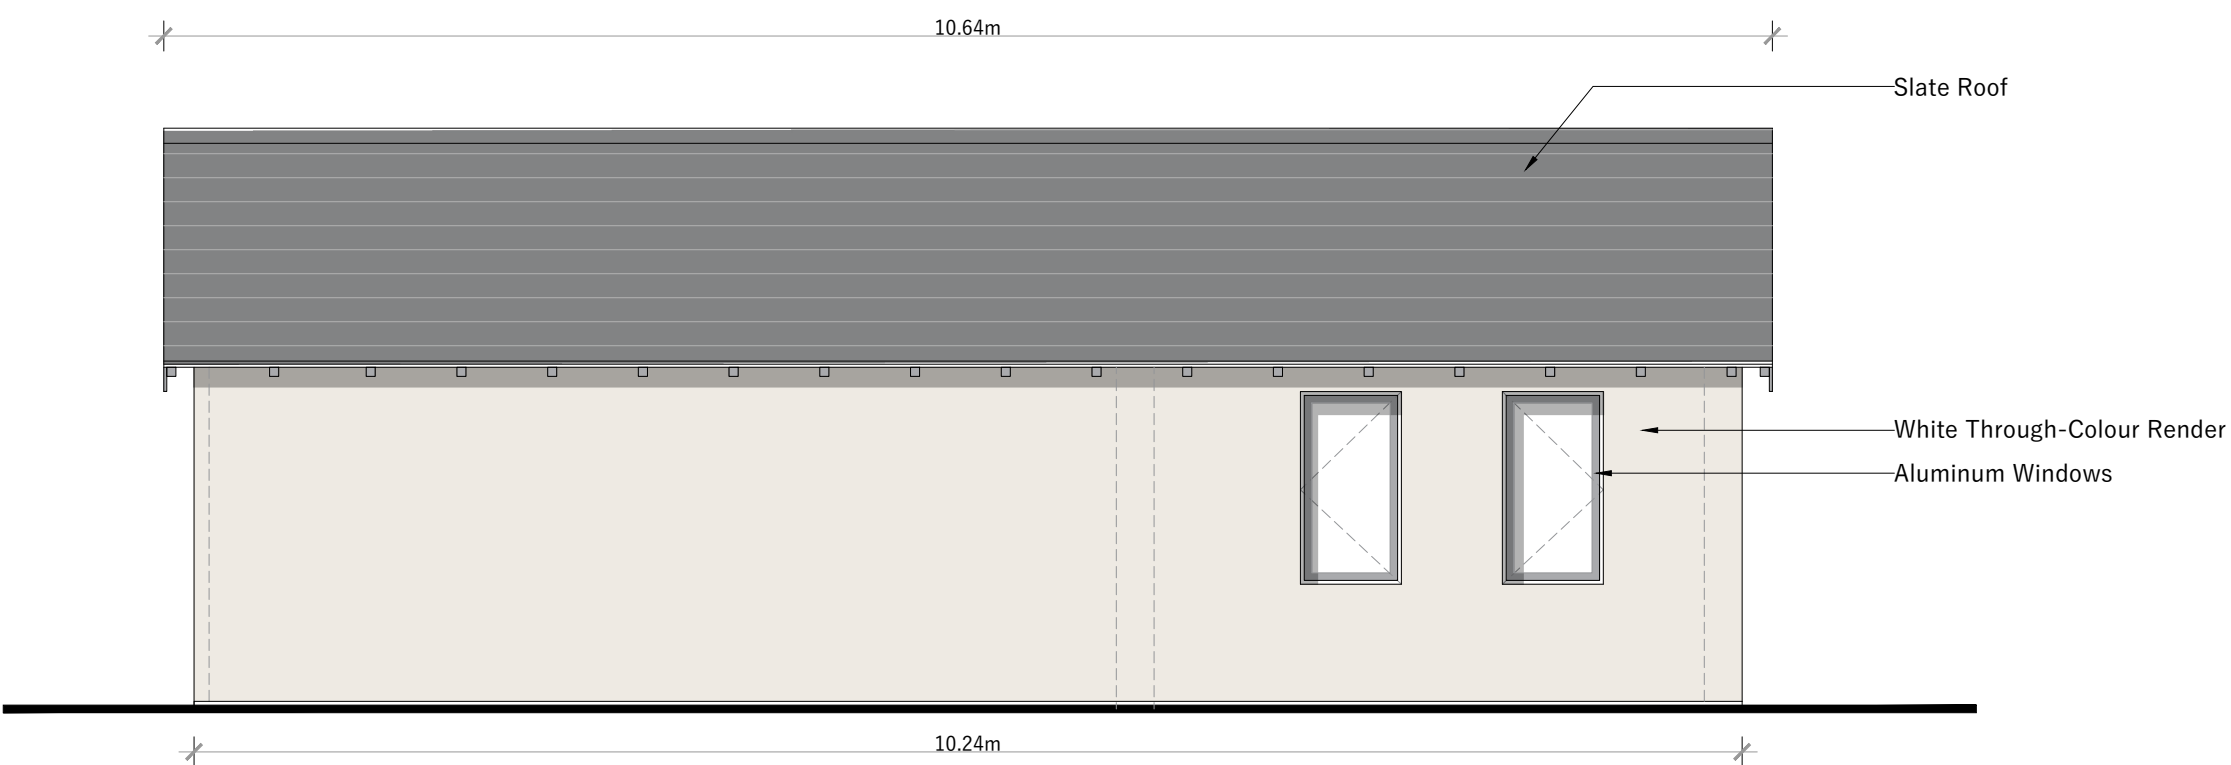 10.64m
Slate Roof
White Through-Colour Render
Aluminum Windows
10.24m